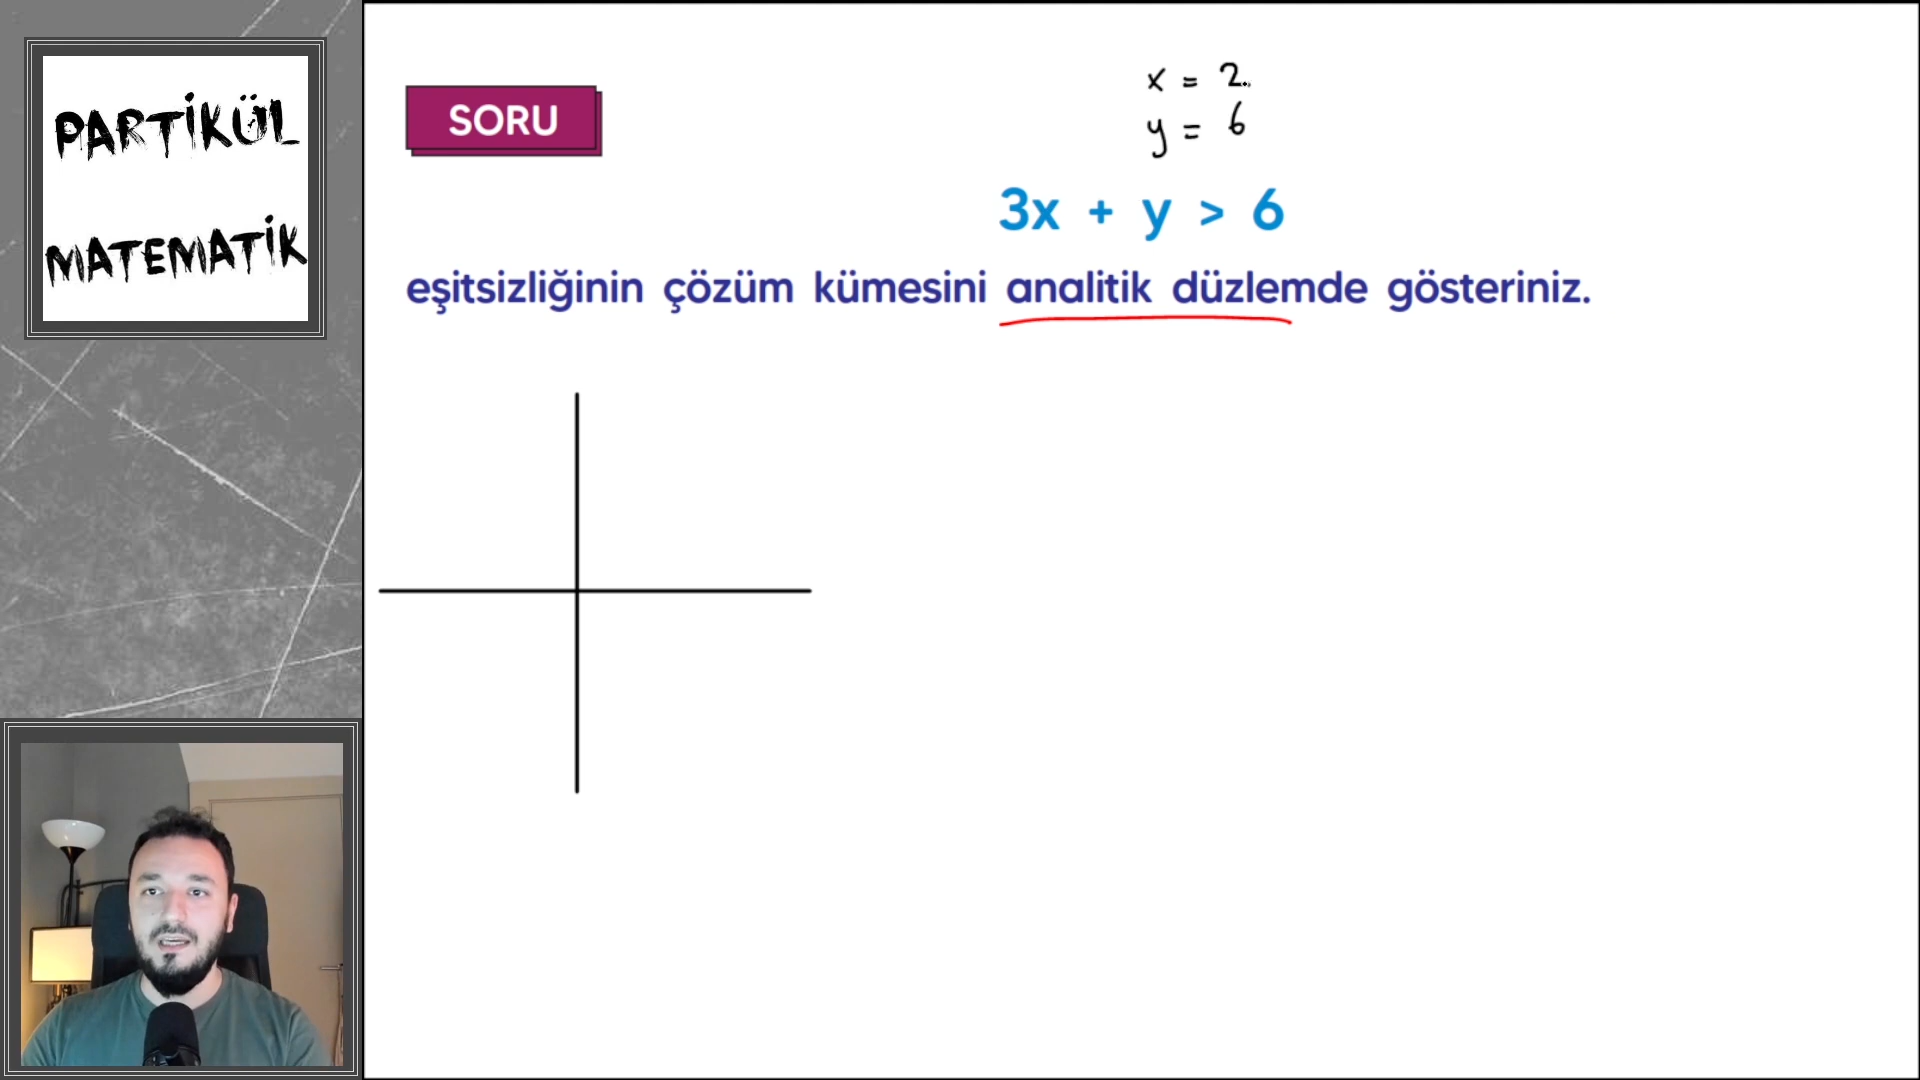 PARTİKÜL
MATEMATİK
SORU
x = 2.
y = 6
3x + y > 6
eşitsizliğinin çözüm kümesini analitik düzlemde gösteriniz.